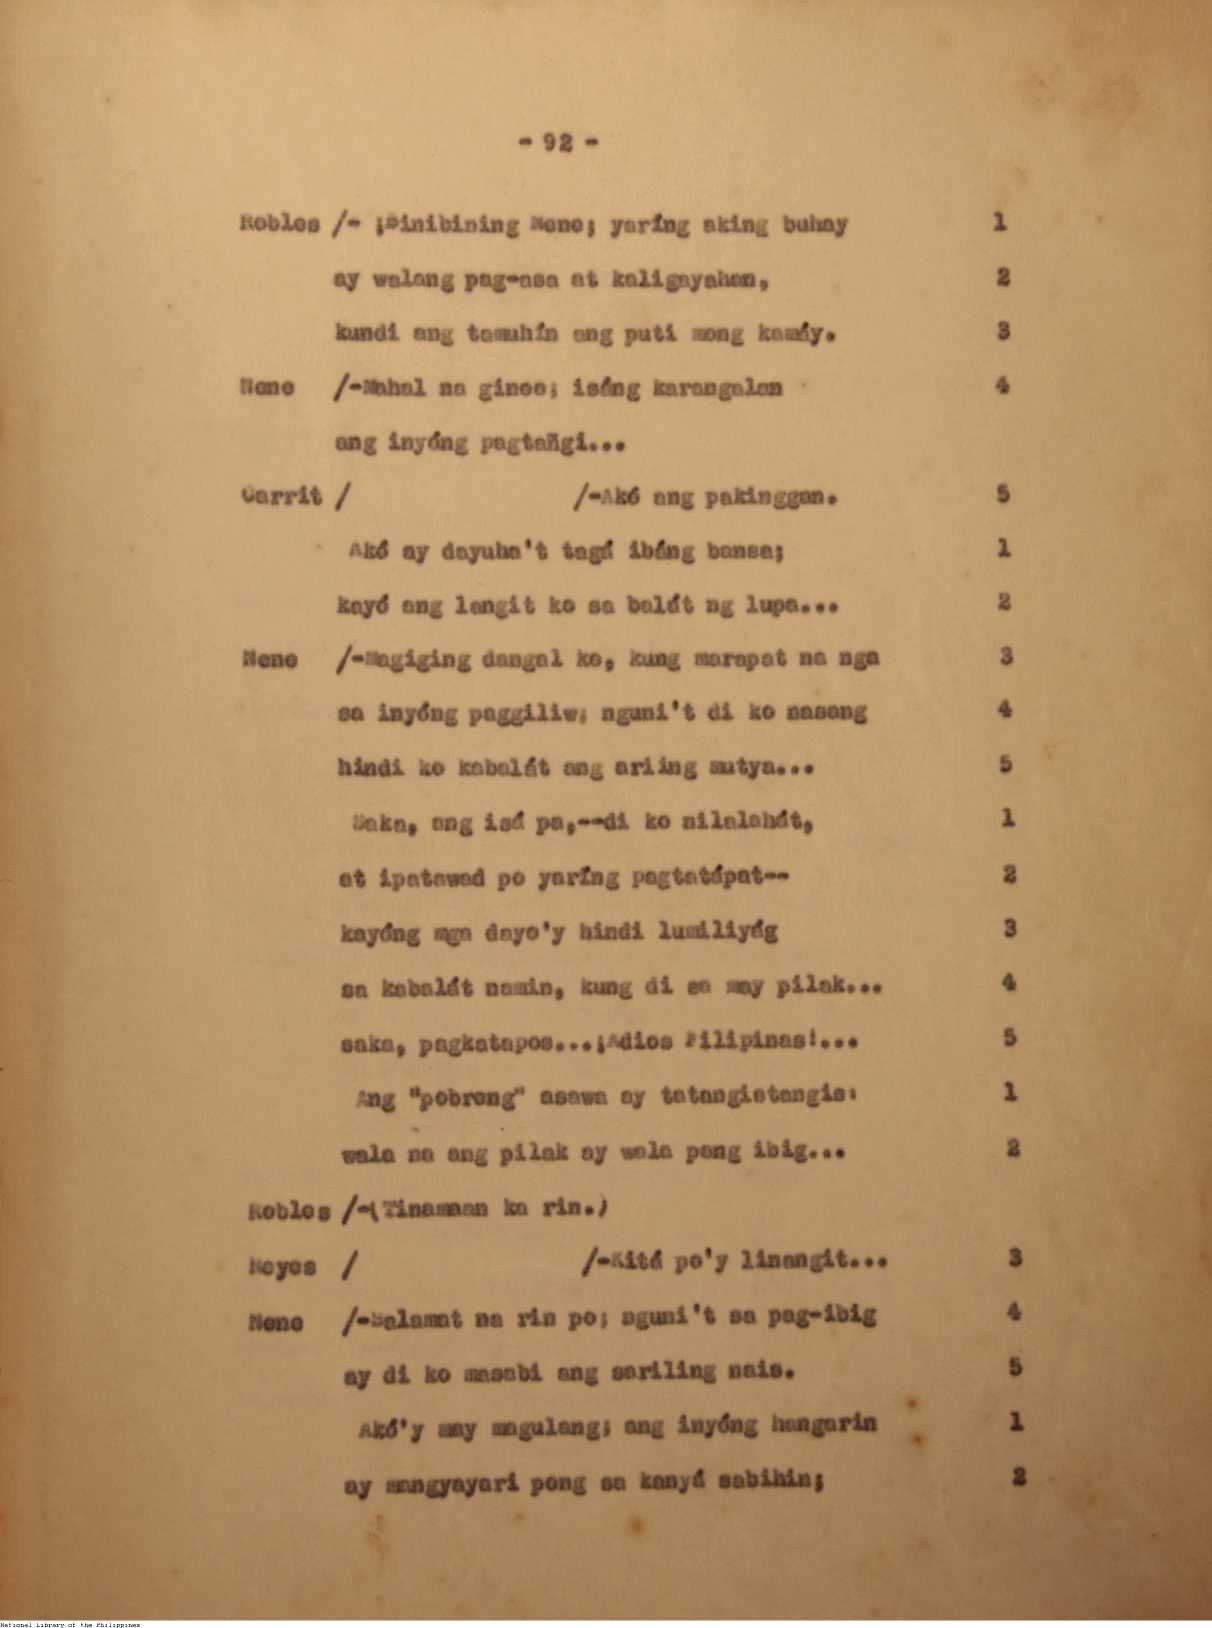 - 92 -
Robles /- ¡Binibining Nene; yaríng aking buhay 1
ay walang pag-asa at kaligayahan, 2
kundi ang tamuhín ang puti mong kamáy. 3
Nene /-Mahal na ginoo; isáng karangalan 4
ang inyóng pagtañgi...
Garrit / /-Akó ang pakinggan. 5
Akó ay dayuha't tagá ibáng bansa; 1
kayó ang langit ko sa balát ng lupa... 2
Nene /-Magiging dangal ko, kung marapat na nga 3
sa inyóng paggiliw; nguni't di ko nasang 4
hindi ko kabalát ang ariing mutya... 5
Saka, ang isá pa,--di ko nilalahát, 1
at ipatawad po yaríng pagtatápat-- 2
kayóng mga dayo'y hindi lumiliyág 3
sa kabalát namin, kung di sa may pilak... 4
saka, pagkatapos...¡Adios Filipinas!... 5
Ang "pobreng" asawa ay tatangistangis: 1
wala na ang pilak ay wala pang ibig... 2
Robles /-(Tinamaan ka rin.)
Reyes / /-Kitá po'y linangit... 3
Nene /-Salamat na rin po; nguni't sa pag-ibig 4
ay di ko masabi ang sariling nais. 5
Akó'y may magulang; ang inyóng hangarin 1
ay mangyayari pong sa kanyá sabihin; 2
National Library of the Philippines